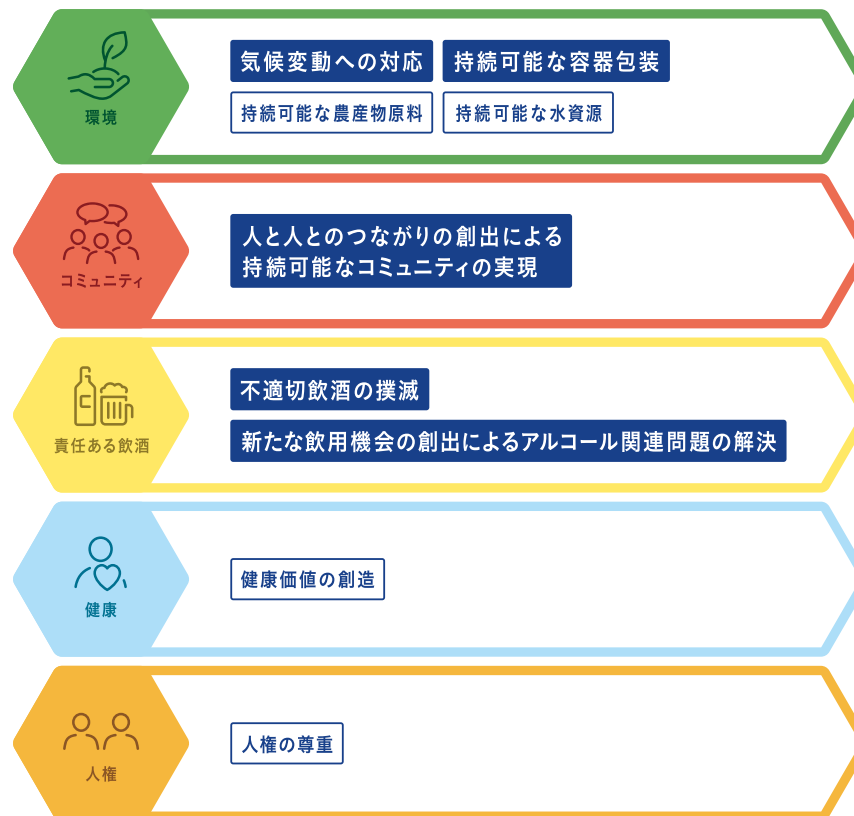 環境
気候変動への対応
持続可能な容器包装
持続可能な農産物原料
持続可能な水資源
コミュニティ
人と人とのつながりの創出による
持続可能なコミュニティの実現
責任ある飲酒
不適切飲酒の撲滅
新たな飲用機会の創出によるアルコール関連問題の解決
健康
健康価値の創造
人権
人権の尊重